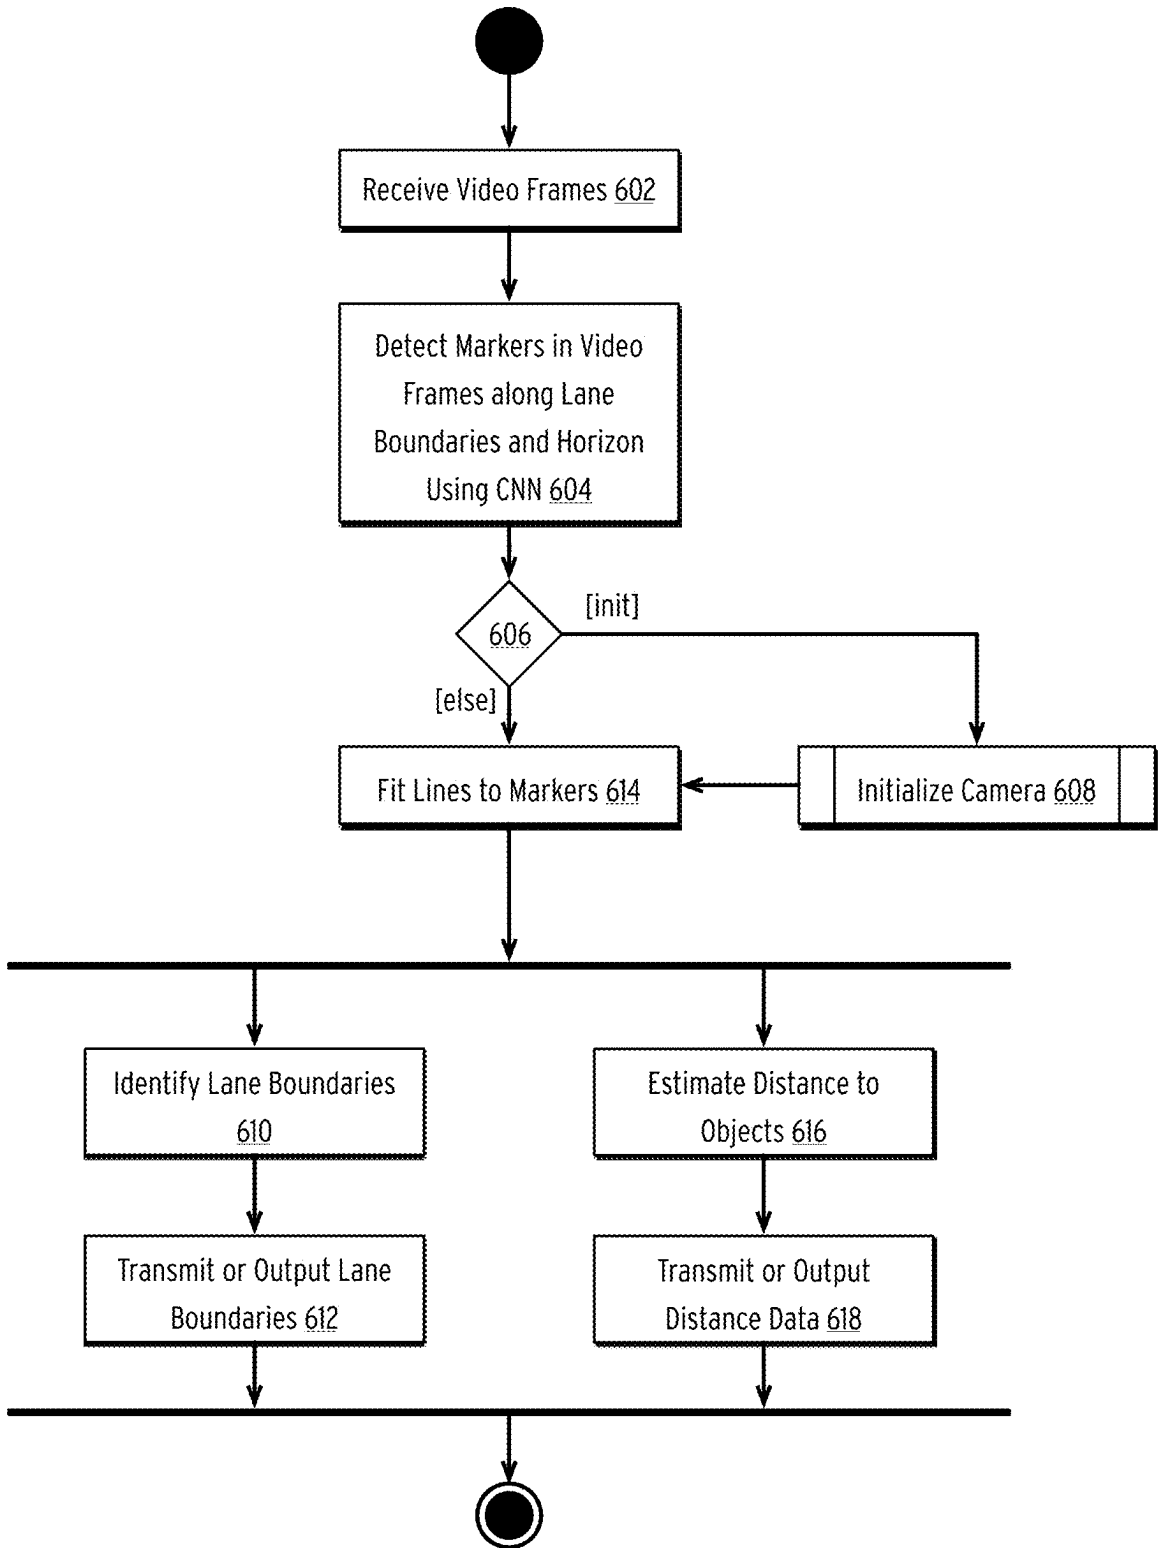 Receive Video Frames 602
Detect Markers in Video
Frames along Lane
Boundaries and Horizon
Using CNN 604
606
[init]
[else]
Fit Lines to Markers 614
Initialize Camera 608
Identify Lane Boundaries
610
Estimate Distance to
Objects 616
Transmit or Output Lane
Boundaries 612
Transmit or Output
Distance Data 618